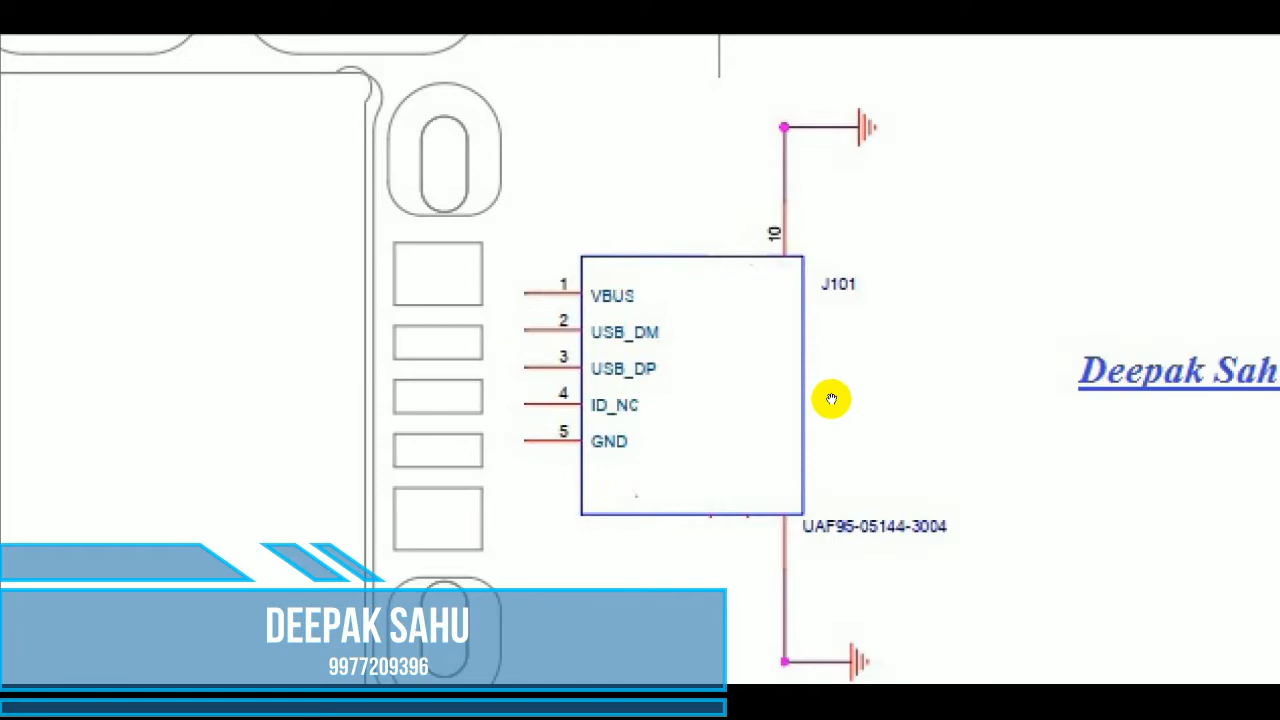 10
J101
1 VBUS
2 USB_DM
3 USB_DP
4 ID_NC
5 GND
Deepak Sah
UAF95-05144-3004
DEEPAK SAHU
9977209396